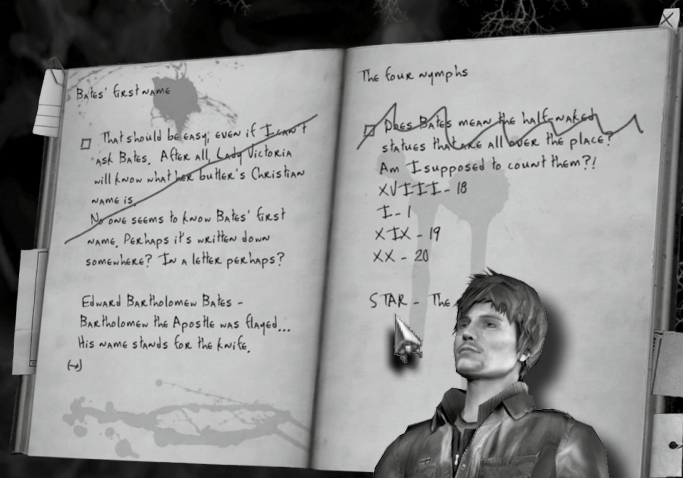 Bates' first name
That should be easy, even if I can't
ask Bates. After all, Lady Victoria
will know what her butler's Christian
name is.
No one seems to know Bates' first
name. Perhaps it's written down
somewhere? In a letter perhaps?
Edward Bartholomew Bates –
Bartholomew the Apostle was flayed...
His name stands for the knife.
The four nymphs
Does Bates mean the half-naked
statues that are all over the place?
Am I supposed to count them?!
XVIII - 18
I - 1
XIX - 19
XX - 20
STAR - The
X